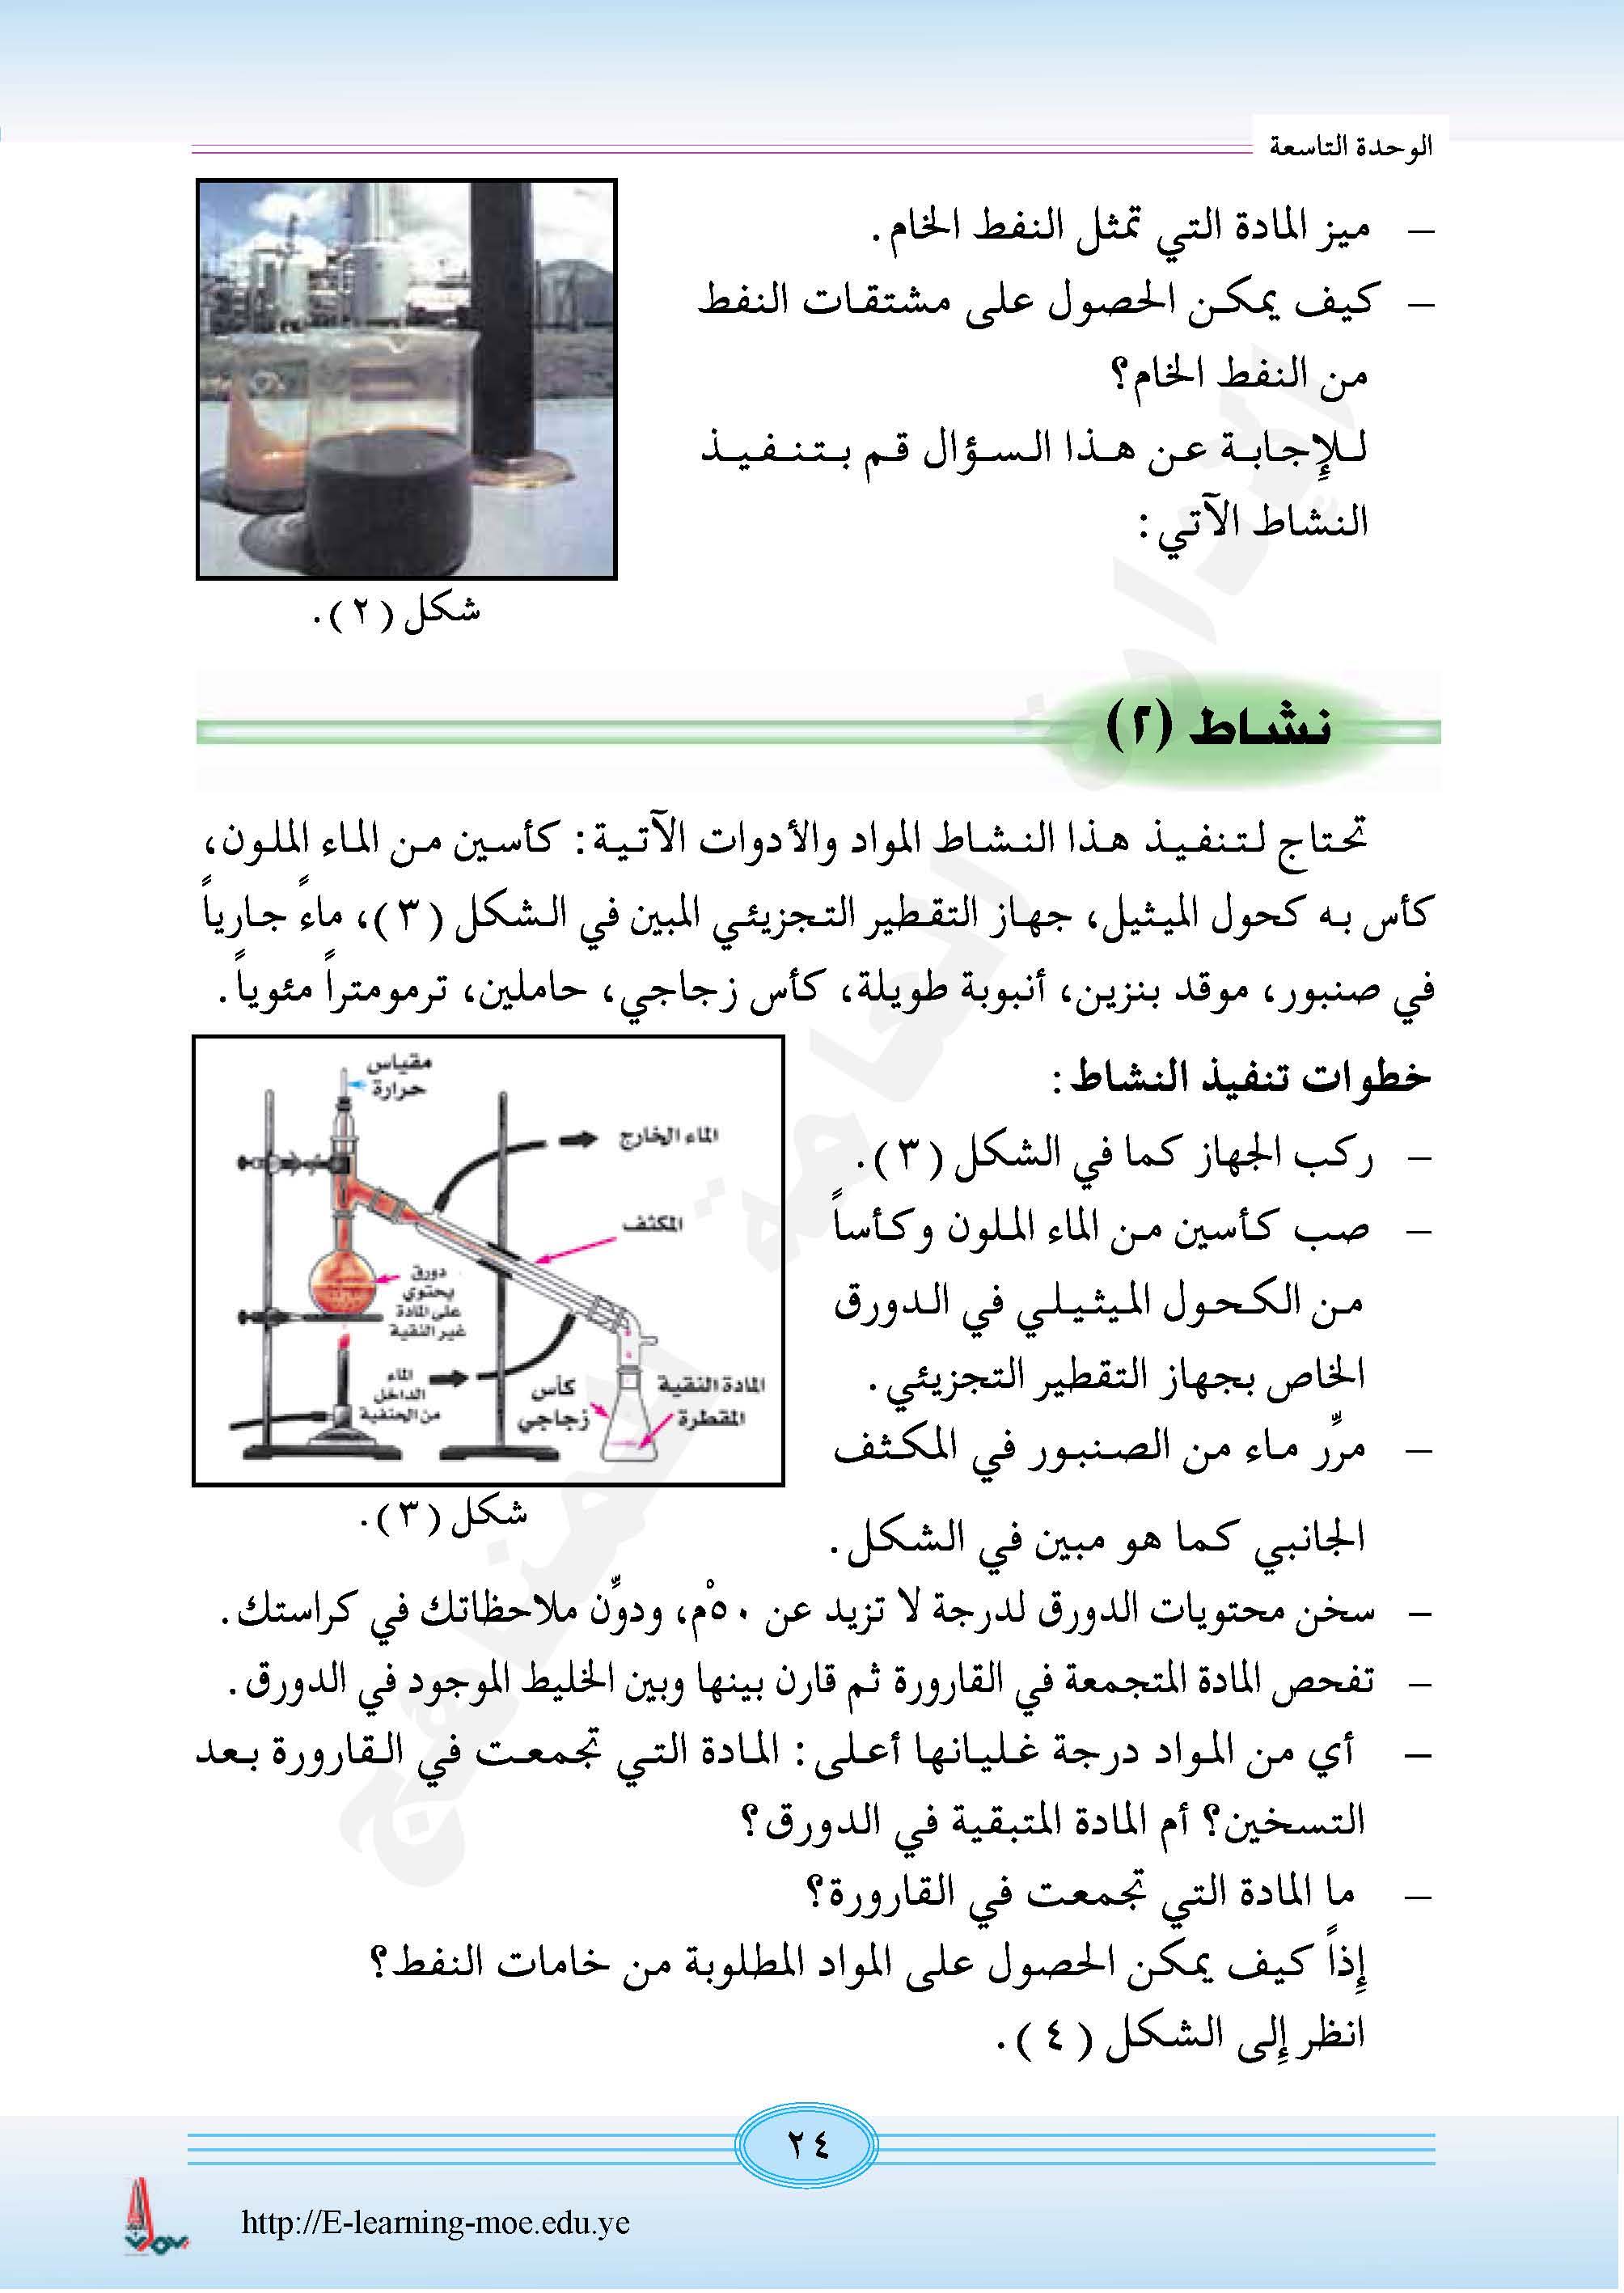 الوحدة التاسعة
– ميز المادة التي تمثل النفط الخام.
– كيف يمكن الحصول على مشتقات النفط
من النفط الخام؟
للإجابة عن هذا السؤال قم بتنفيذ
النشاط الآتي:
شكل (٢).
نشاط (٢)
تحتاج لتنفيذ هذا النشاط المواد والأدوات الآتية: كأسين من الماء الملون،
كأس به كحول الميثيل، جهاز التقطير التجزيئي المبين في الشكل (٣)، ماءً جارياً
في صنبور، موقد بنزين، أنبوبة طويلة، كأس زجاجي، حاملين، ترمومتراً مئوياً.
خطوات تنفيذ النشاط:
– ركب الجهاز كما في الشكل (٣).
– صب كأسين من الماء الملون وكأساً
من الكحول الميثيلي في الدورق
الخاص بجهاز التقطير التجزيئي.
– مرِّر ماء من الصنبور في المكثف
الجانبي كما هو مبين في الشكل.
مقياس
حرارة
الماء الخارج
المكثف
دورق
يحتوي
على المادة
غير النقية
الماء
الداخل
من الحنفية
كأس
زجاجي
المادة النقية
المقطرة
شكل (٣).
– سخن محتويات الدورق لدرجة لا تزيد عن ٥٠ْم، ودوِّن ملاحظاتك في كراستك.
– تفحص المادة المتجمعة في القارورة ثم قارن بينها وبين الخليط الموجود في الدورق.
– أي من المواد درجة غليانها أعلى: المادة التي تجمعت في القارورة بعد
التسخين؟ أم المادة المتبقية في الدورق؟
– ما المادة التي تجمعت في القارورة؟
إذاً كيف يمكن الحصول على المواد المطلوبة من خامات النفط؟
انظر إلى الشكل (٤).
٢٤
http://E-learning-moe.edu.ye
الإدارة العامة للمناهج